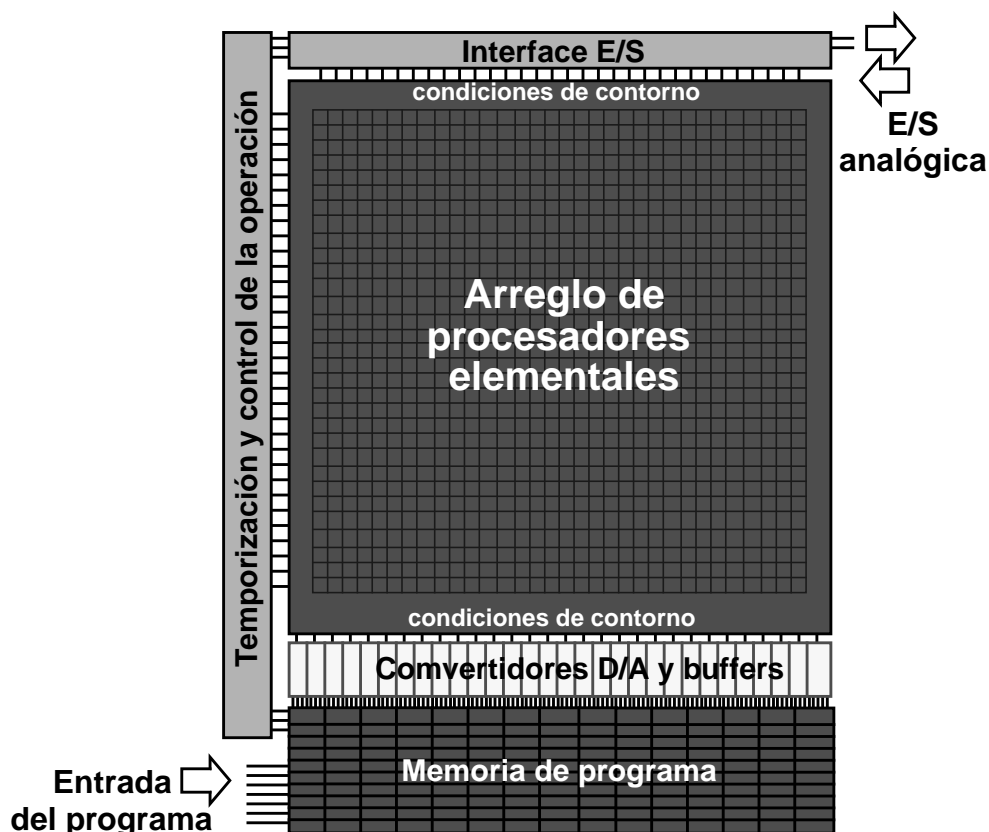 Interface E/S
condiciones de contorno
E/S
analógica
Temporización y control de la operación
Arreglo de
procesadores
elementales
condiciones de contorno
Comvertidores D/A y buffers
Memoria de programa
Entrada
del programa